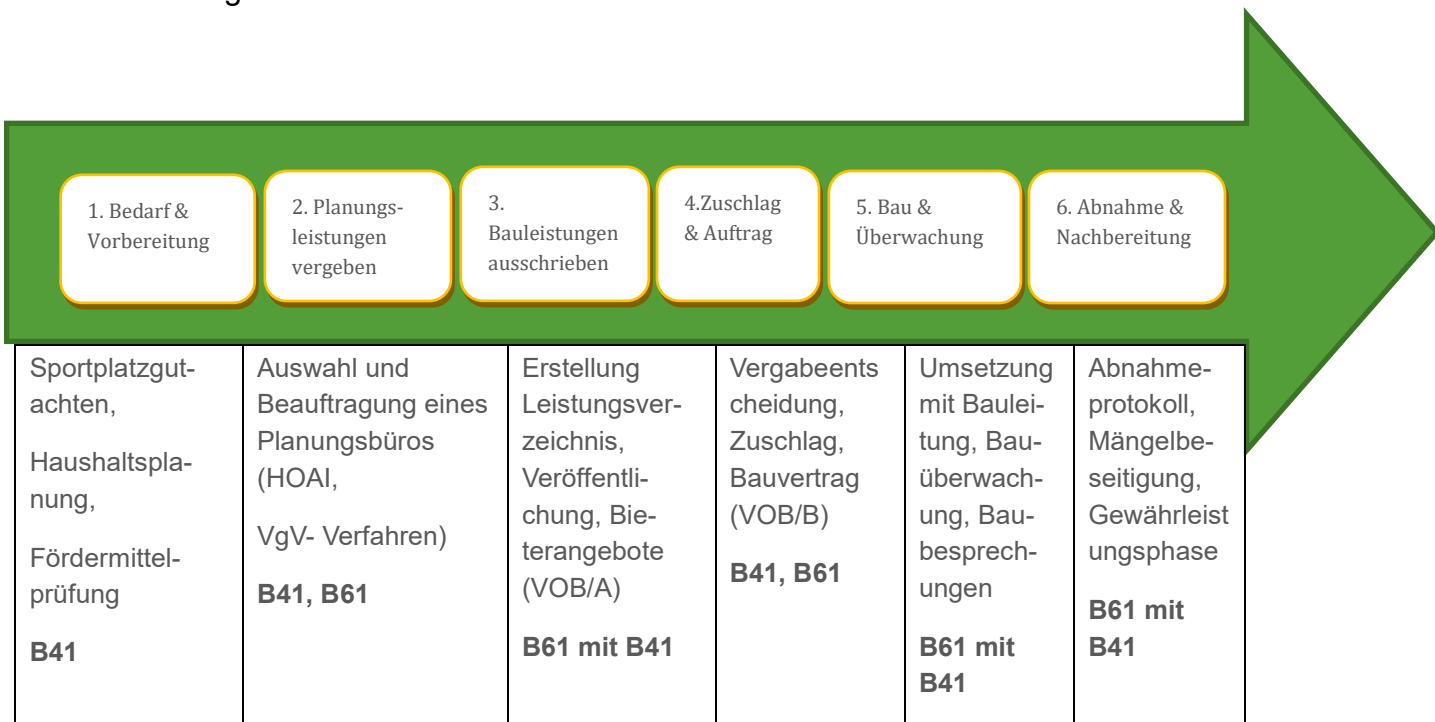 1. Bedarf &
Vorbereitung
2. Planungs-
leistungen
vergeben
3.
Bauleistungen
ausschrieben
4.Zuschlag
& Auftrag
5. Bau &
Überwachung
6. Abnahme &
Nachbereitung
Sportplatzgut-
achten,
Haushaltspla-
nung,
Fördermittel-
prüfung
B41
Auswahl und
Beauftragung eines
Planungsbüros
(HOAI,
VgV- Verfahren)
B41, B61
Erstellung
Leistungsver-
zeichnis,
Veröffentli-
chung, Bie-
terangebote
(VOB/A)
B61 mit B41
Vergabeents
cheidung,
Zuschlag,
Bauvertrag
(VOB/B)
B41, B61
Umsetzung
mit Baulei-
tung, Bau-
überwach-
ung, Bau-
besprech-
ungen
B61 mit
B41
Abnahme-
protokoll,
Mängelbe-
seitigung,
Gewährleist
ungsphase
B61 mit
B41